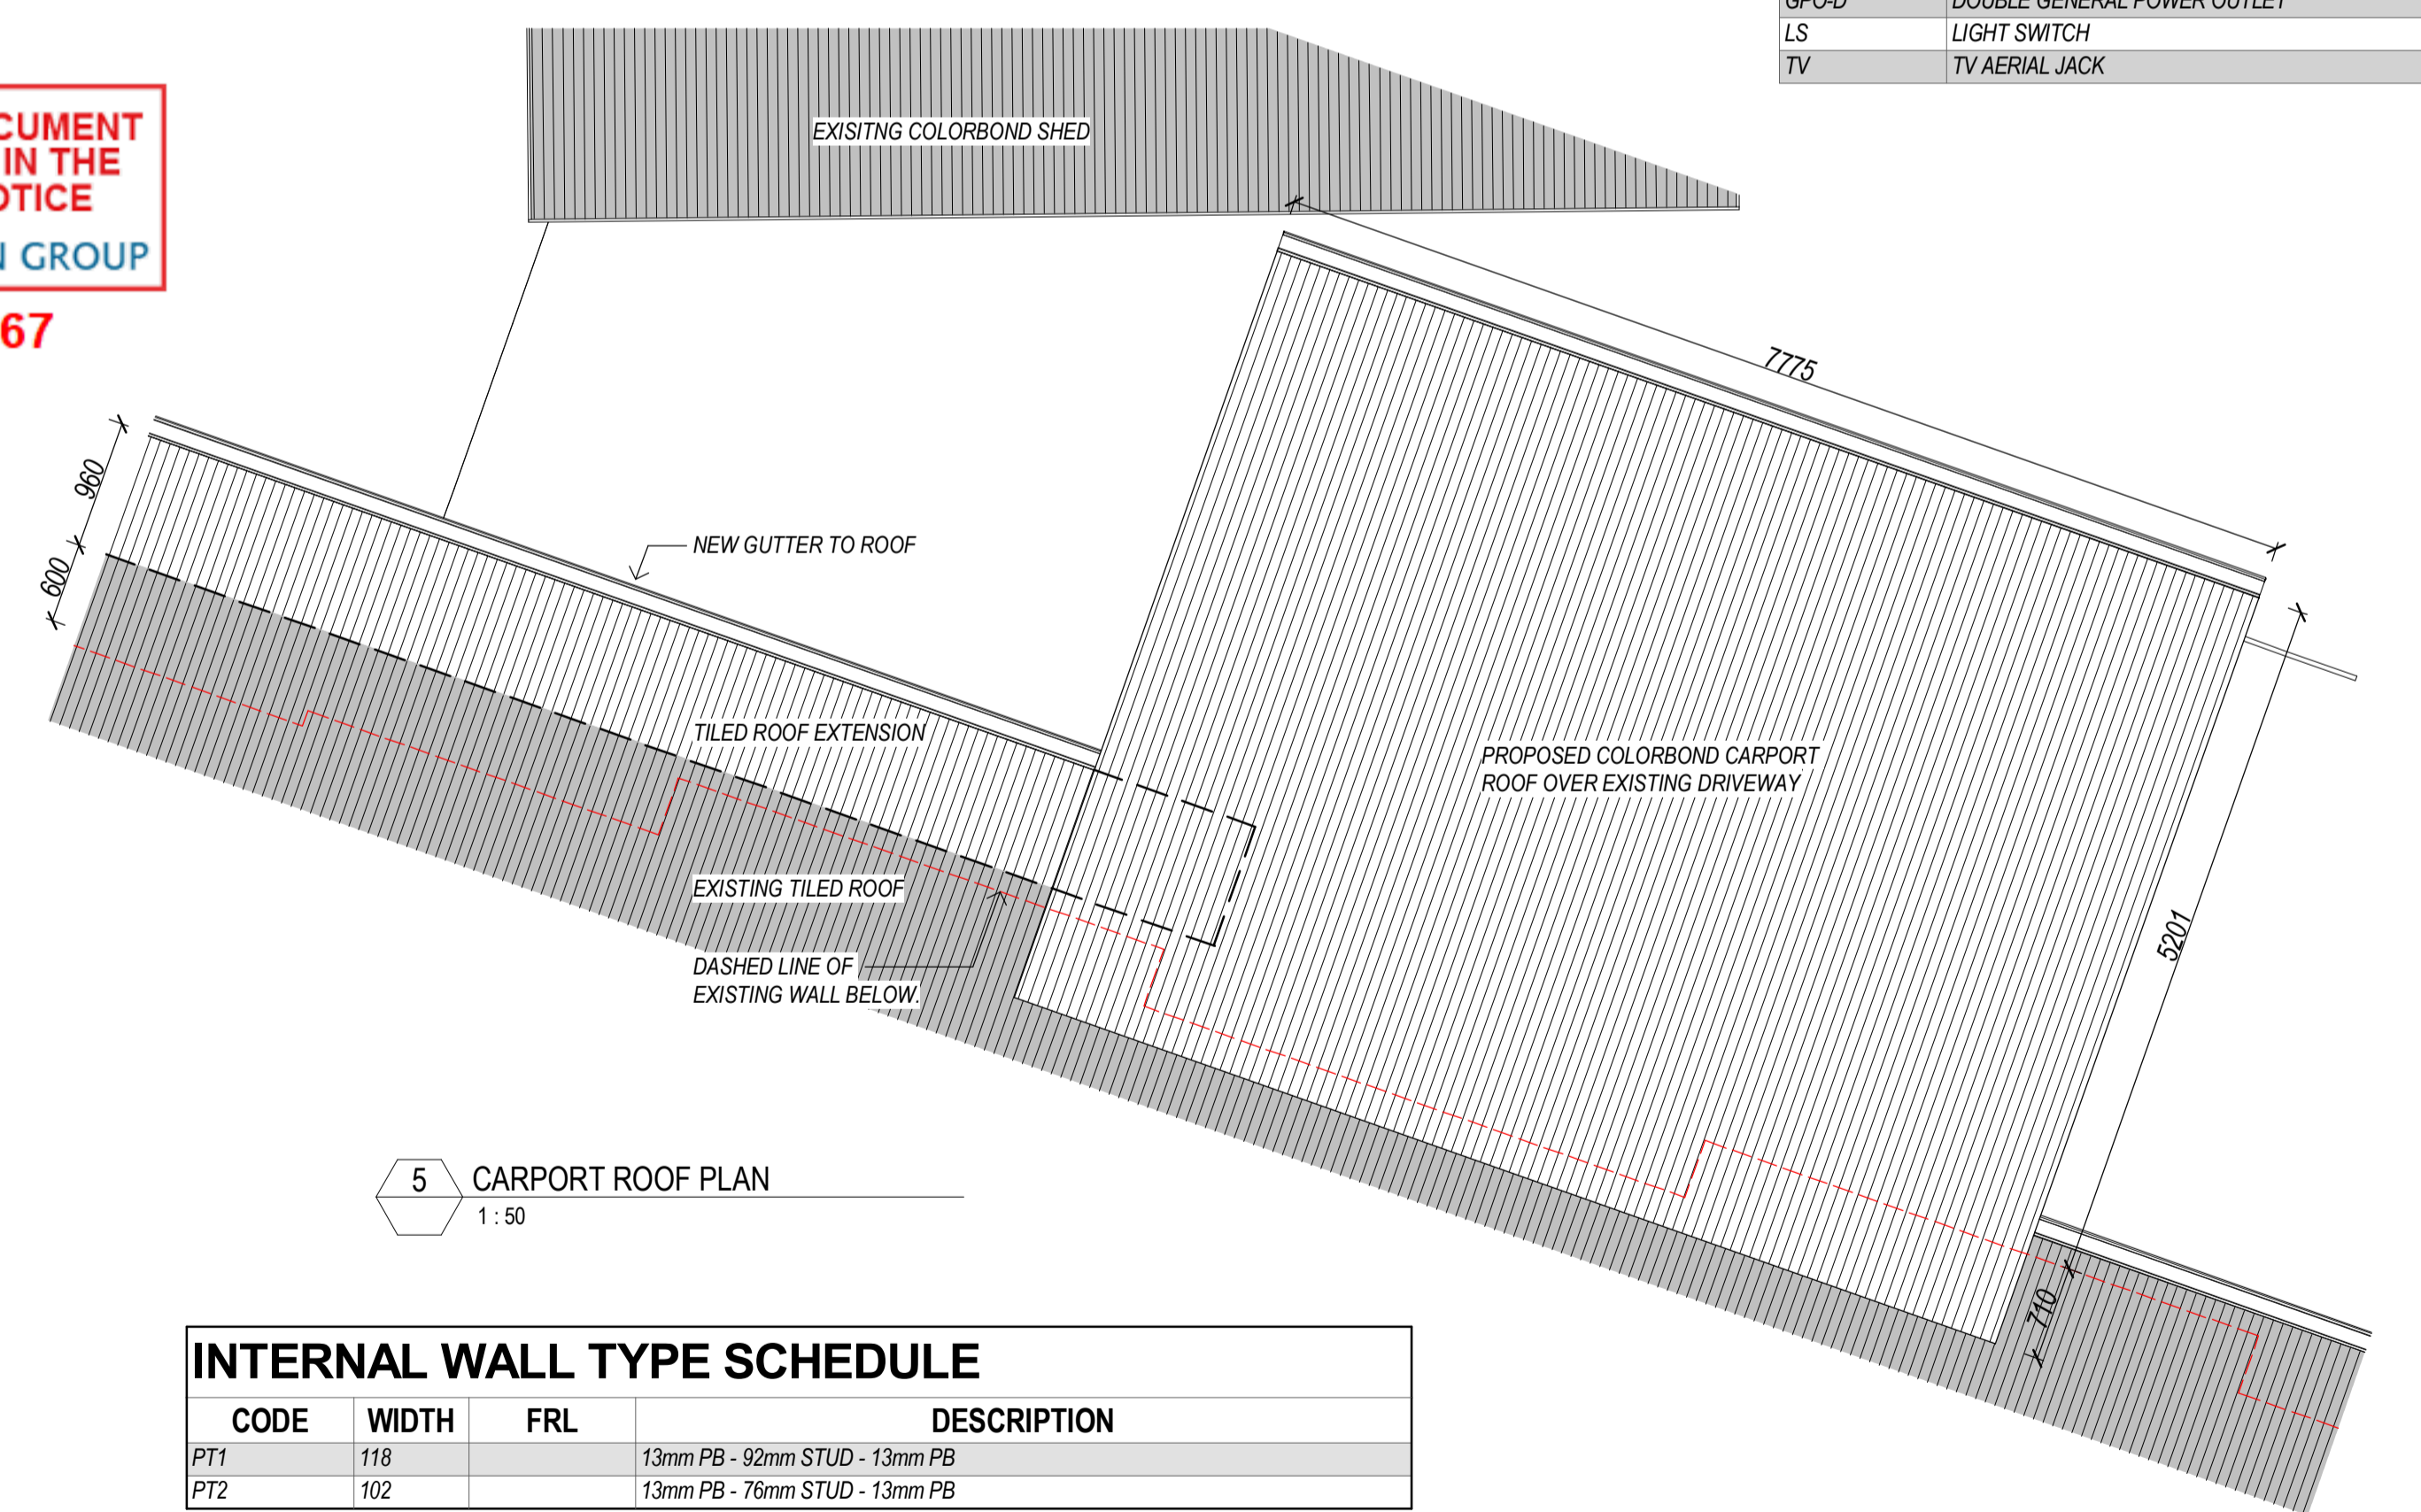 GPO-D DOUBLE GENERAL POWER OUTLET
LS LIGHT SWITCH
TV TV AERIAL JACK
CUMENT
IN THE
OTICE
N GROUP
67
EXISITNG COLORBOND SHED
7775
960
600
NEW GUTTER TO ROOF
TILED ROOF EXTENSION
PROPOSED COLORBOND CARPORT
ROOF OVER EXISTING DRIVEWAY
EXISTING TILED ROOF
DASHED LINE OF
EXISTING WALL BELOW.
5201
710
5 CARPORT ROOF PLAN
1 : 50
INTERNAL WALL TYPE SCHEDULE
CODE WIDTH FRL DESCRIPTION
PT1 118 13mm PB - 92mm STUD - 13mm PB
PT2 102 13mm PB - 76mm STUD - 13mm PB